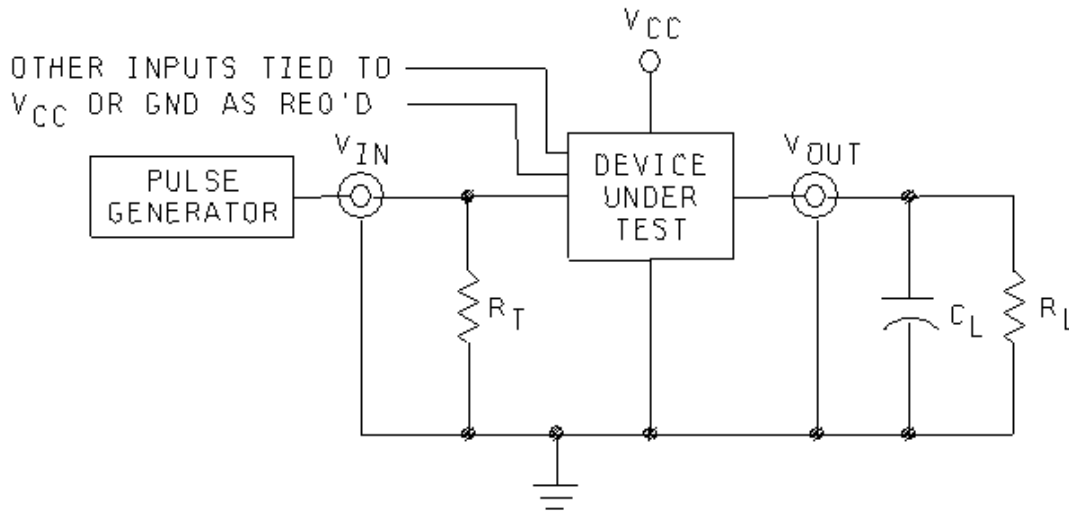 VCC
OTHER INPUTS TIED TO
VCC OR GND AS REO'D
VIN
VOUT
PULSE
GENERATOR
DEVICE
UNDER
TEST
RT
CL
RL